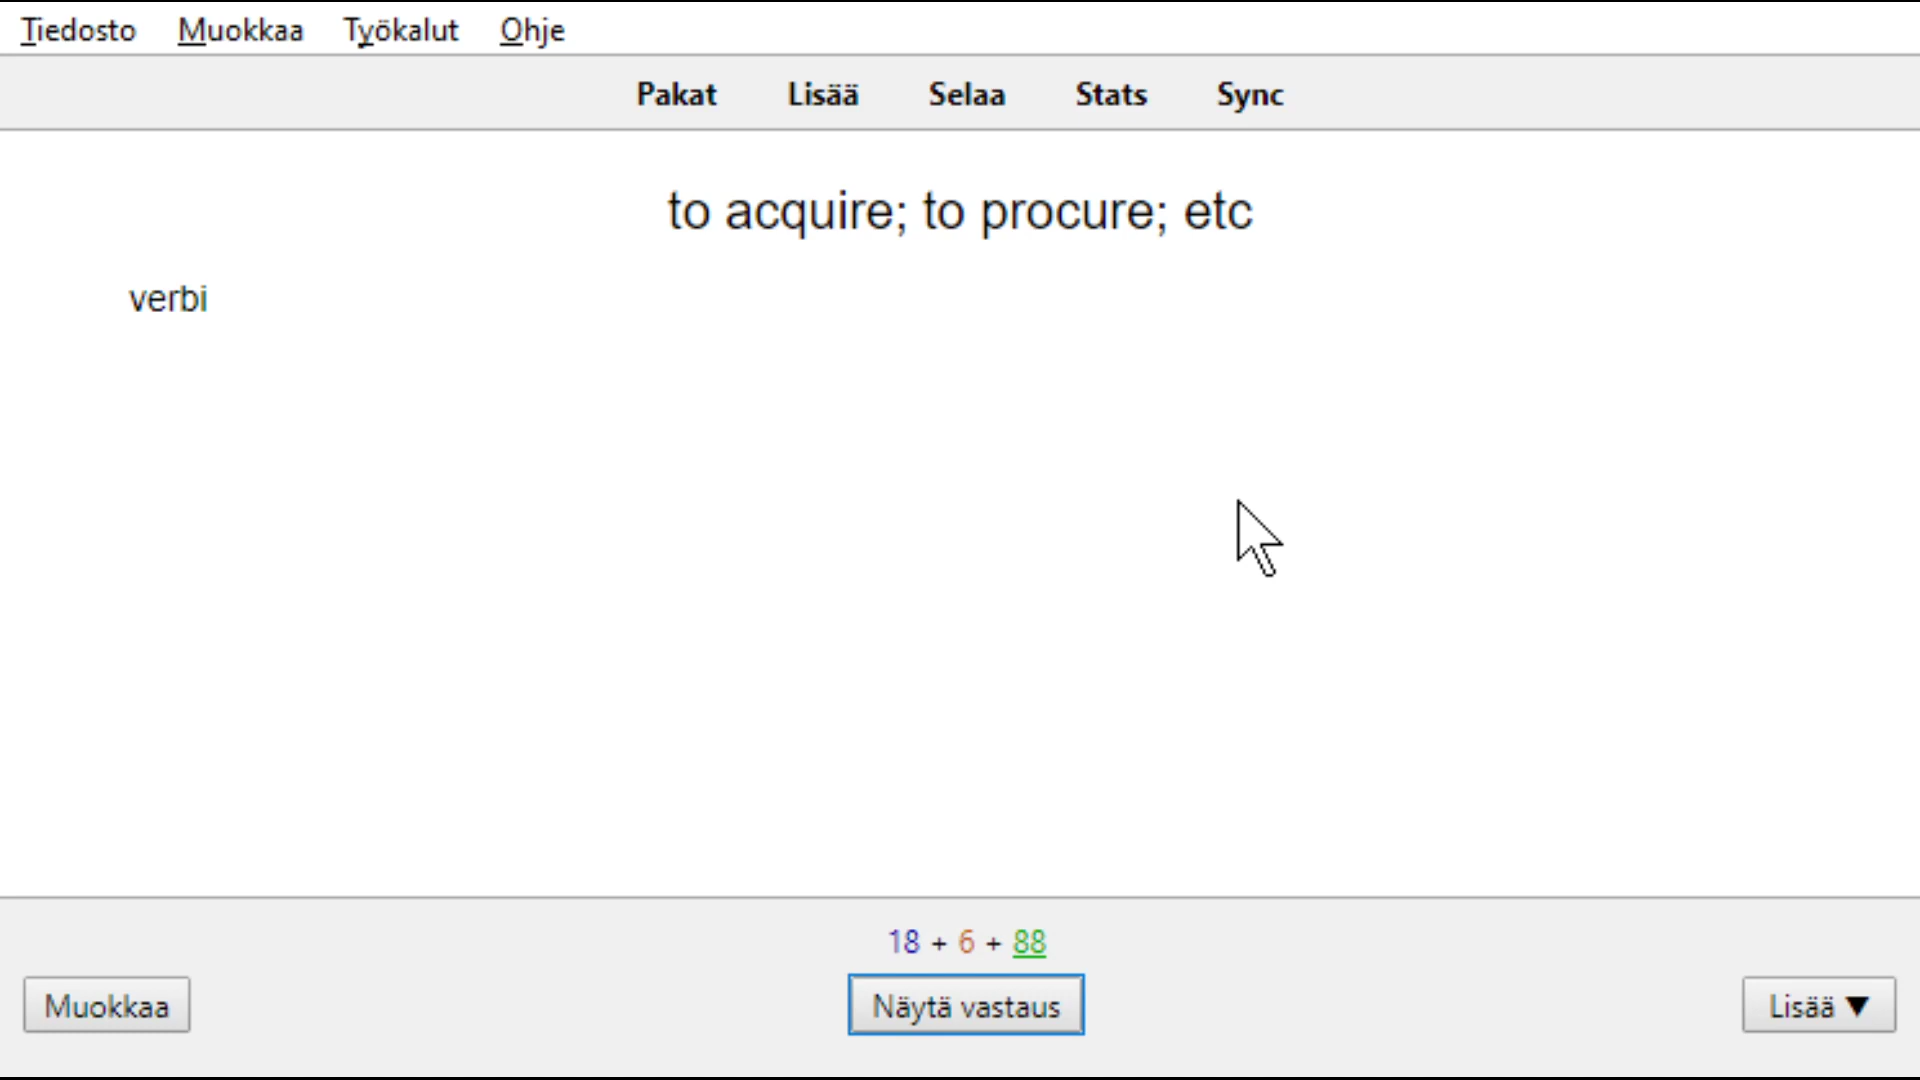 Tiedosto Muokkaa Työkalut Ohje
Pakat Lisää Selaa Stats Sync
to acquire; to procure; etc
verbi
18 + 6 + 88
Muokkaa Näytä vastaus Lisää ▼